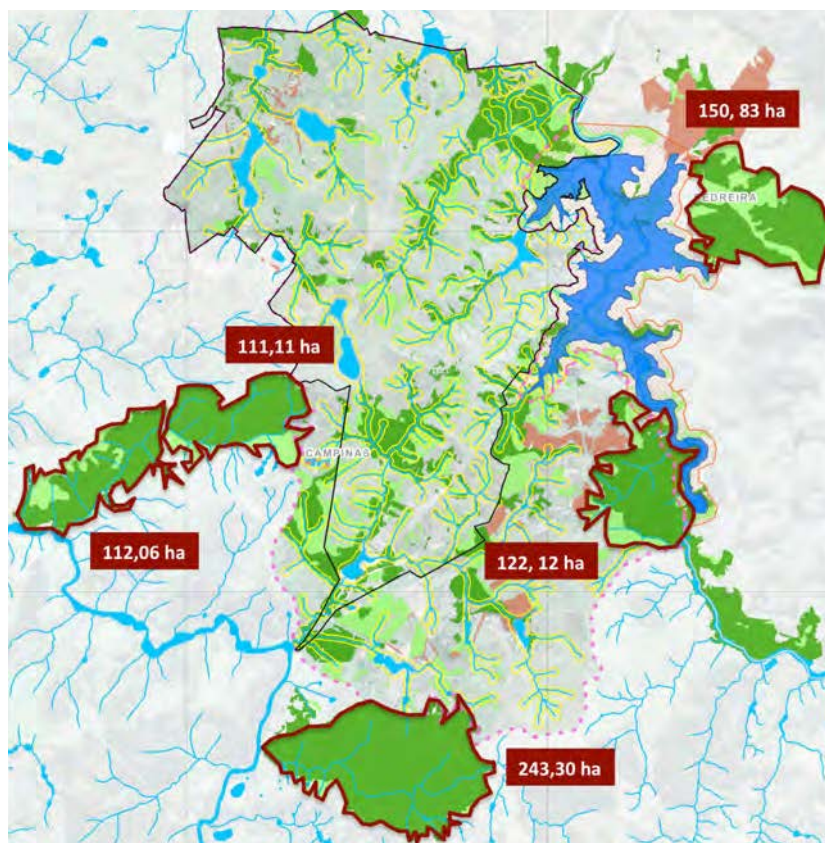 150, 83 ha
EDREIRA
111,11 ha
CAMPINAS
112,06 ha
122, 12 ha
243,30 ha